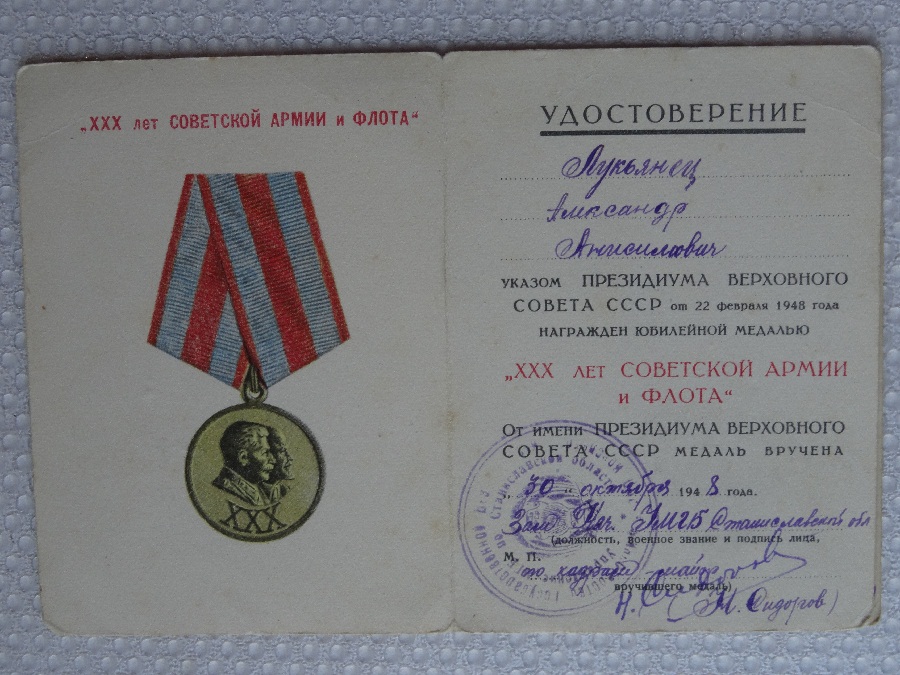 „XXX лет СОВЕТСКОЙ АРМИИ и ФЛОТА“
XXX
УДОСТОВЕРЕНИЕ
Лукьянец
Александр
Анисимович
УКАЗОМ ПРЕЗИДИУМА ВЕРХОВНОГО
СОВЕТА СССР от 22 февраля 1948 года
НАГРАЖДЕН ЮБИЛЕЙНОЙ МЕДАЛЬЮ
„XXX лет СОВЕТСКОЙ АРМИИ
и ФЛОТА“
От имени ПРЕЗИДИУМА ВЕРХОВНОГО
СОВЕТА СССР МЕДАЛЬ ВРУЧЕНА
„30“ октября 1948 года.
Зам Нач. УМГБ Станиславской обл
(должность, военное звание и подпись лица,
М. П.
по кадрам майор
вручившего медаль)
(Н. Сидоров)